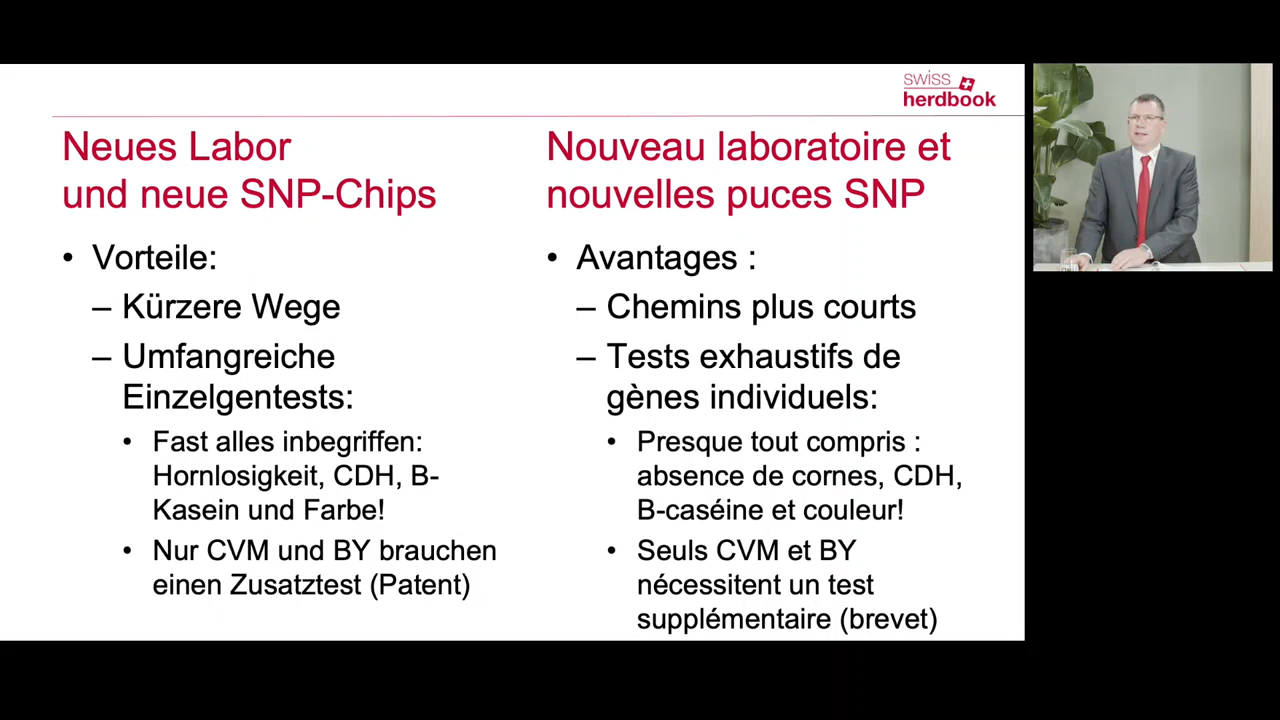 swiss
herdbook
Neues Labor
und neue SNP-Chips
• Vorteile:
– Kürzere Wege
– Umfangreiche
Einzelgentests:
• Fast alles inbegriffen:
Hornlosigkeit, CDH, B-
Kasein und Farbe!
• Nur CVM und BY brauchen
einen Zusatztest (Patent)
Nouveau laboratoire et
nouvelles puces SNP
• Avantages :
– Chemins plus courts
– Tests exhaustifs de
gènes individuels:
• Presque tout compris :
absence de cornes, CDH,
B-caséine et couleur!
• Seuls CVM et BY
nécessitent un test
supplémentaire (brevet)